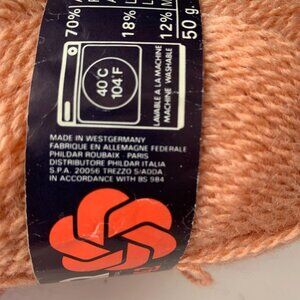 70%
18% L
12% M
50 g.
40°C
104°F
LAVABLE A LA MACHINE
MACHINE WASHABLE
MADE IN WESTGERMANY
FABRIQUE EN ALLEMAGNE FEDERALE
PHILDAR ROUBAIX - PARIS
DISTRIBUTORE PHILDAR ITALIA
S.P.A. 20056 TREZZO S/ADDA
IN ACCORDANCE WITH BS 984